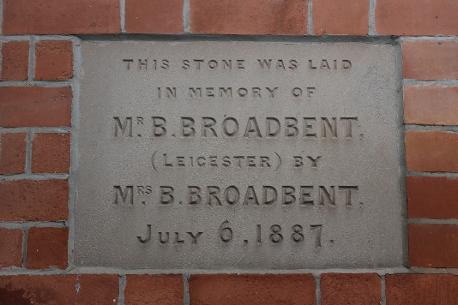 THIS STONE WAS LAID
IN MEMORY OF
MR B. BROADBENT.
(LEICESTER) BY
MRS B. BROADBENT.
JULY 6, 1887.